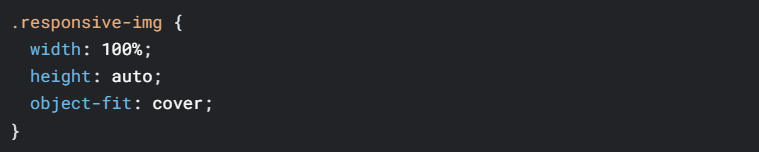 .responsive-img {
  width: 100%;
  height: auto;
  object-fit: cover;
}